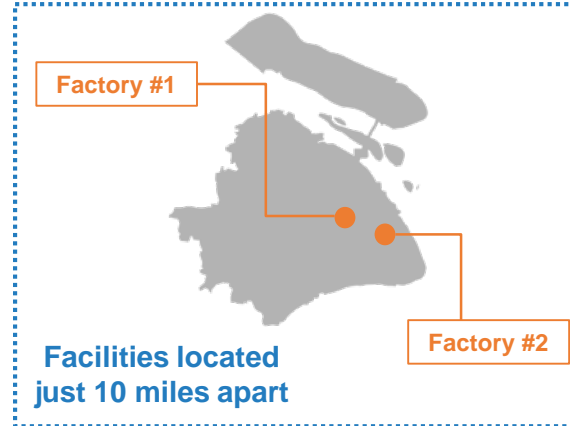 Factory #1
Factory #2
Facilities located
just 10 miles apart